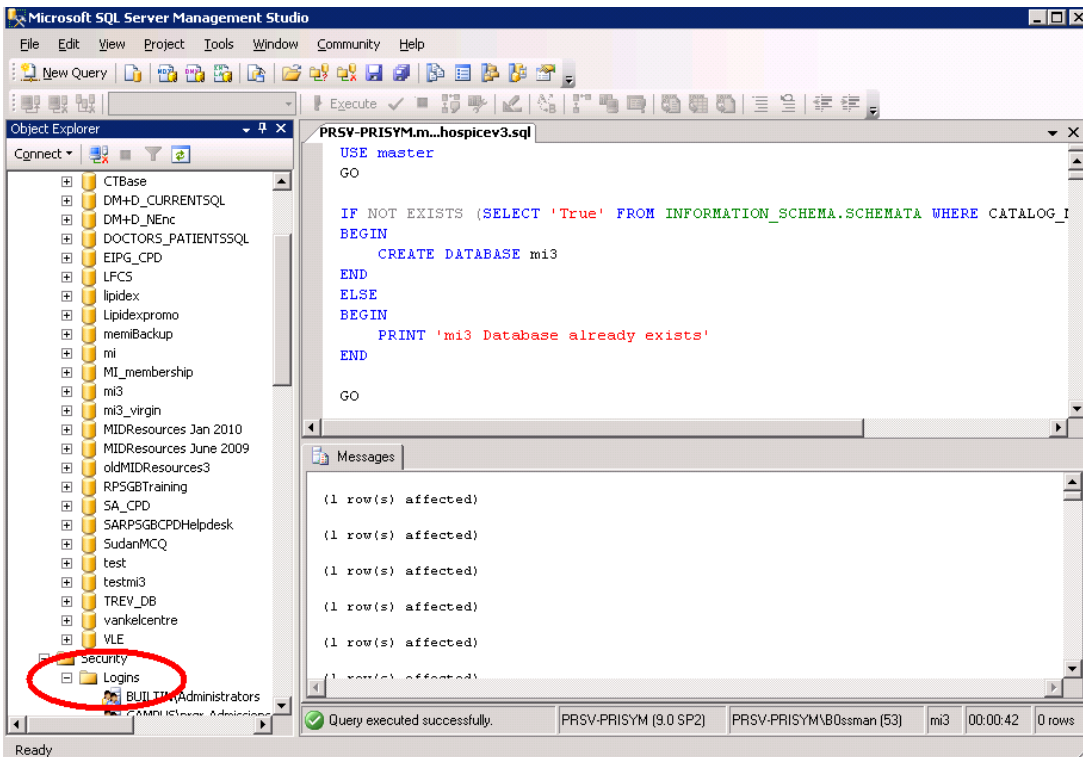 Microsoft SQL Server Management Studio
File Edit View Project Tools Window Community Help
New Query
Execute
Object Explorer
Connect
CTBase
DM+D_CURRENTSQL
DM+D_NEnc
DOCTORS_PATIENTSSQL
EIPG_CPD
LFCS
lipidex
Lipidexpromo
memiBackup
mi
MI_membership
mi3
mi3_virgin
MIDResources Jan 2010
MIDResources June 2009
oldMIDResources3
RPSGBTraining
SA_CPD
SARPSGBCPDHelpdesk
SudanMCQ
test
testmi3
TREV_DB
vankelcentre
VLE
Security
Logins
BUILTIN\Administrators
PRSV-PRISYM.m...hospicev3.sql
USE master
GO
IF NOT EXISTS (SELECT 'True' FROM INFORMATION_SCHEMA.SCHEMATA WHERE
BEGIN
CREATE DATABASE mi3
END
ELSE
BEGIN
PRINT 'mi3 Database already exists'
END
GO
Messages
(1 row(s) affected)
(1 row(s) affected)
(1 row(s) affected)
(1 row(s) affected)
(1 row(s) affected)
(1 row(s) affected)
Query executed successfully. PRSV-PRISYM (9.0 SP2) PRSV-PRISYM\B0ssman (53) mi3 00:00:42 0 rows
Ready